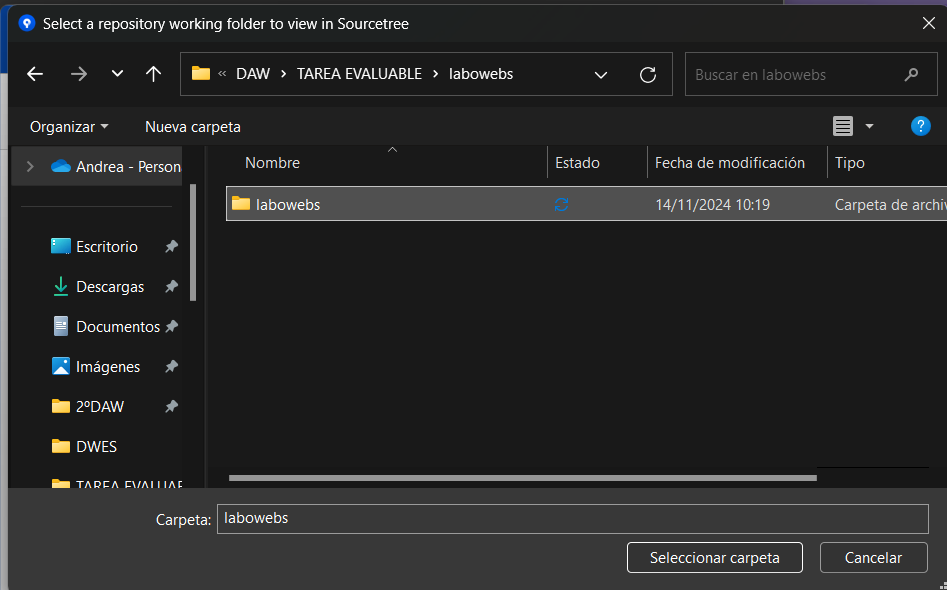 Select a repository working folder to view in Sourcetree
« DAW › TAREA EVALUABLE › labowebs
Buscar en labowebs
Organizar
Nueva carpeta
Andrea - Person
Nombre
Estado
Fecha de modificación
Tipo
labowebs
14/11/2024 10:19
Carpeta de archiv
Escritorio
Descargas
Documentos
Imágenes
2ºDAW
DWES
TAREA EVALUAB
Carpeta:
labowebs
Seleccionar carpeta
Cancelar